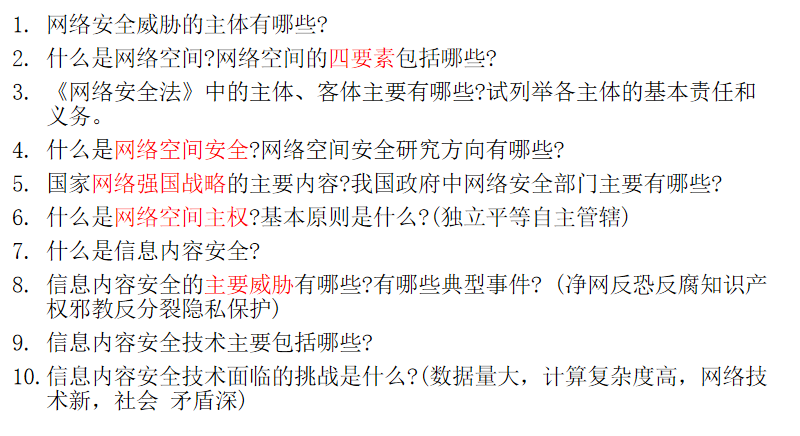 1. 网络安全威胁的主体有哪些?
2. 什么是网络空间?网络空间的四要素包括哪些?
3. 《网络安全法》中的主体、客体主要有哪些?试列举各主体的基本责任和
义务。
4. 什么是网络空间安全?网络空间安全研究方向有哪些?
5. 国家网络强国战略的主要内容?我国政府中网络安全部门主要有哪些?
6. 什么是网络空间主权?基本原则是什么?(独立平等自主管辖)
7. 什么是信息内容安全?
8. 信息内容安全的主要威胁有哪些?有哪些典型事件? (净网反恐反腐知识产
权邪教反分裂隐私保护)
9. 信息内容安全技术主要包括哪些?
10. 信息内容安全技术面临的挑战是什么?(数据量大，计算复杂度高，网络技
术新，社会 矛盾深)